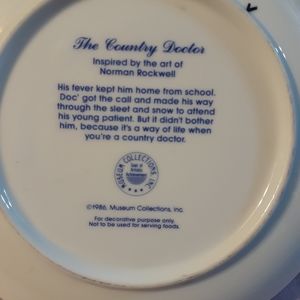 The Country Doctor
Inspired by the art of
Norman Rockwell
His fever kept him home from school.
Doc' got the call and made his way
through the sleet and snow to attend
his young patient. But it didn't bother
him, because it's a way of life when
you're a country doctor.
MUSEUM COLLECTIONS, INC.
©1986, Museum Collections, Inc.
For decorative purpose only.
Not to be used for serving foods.